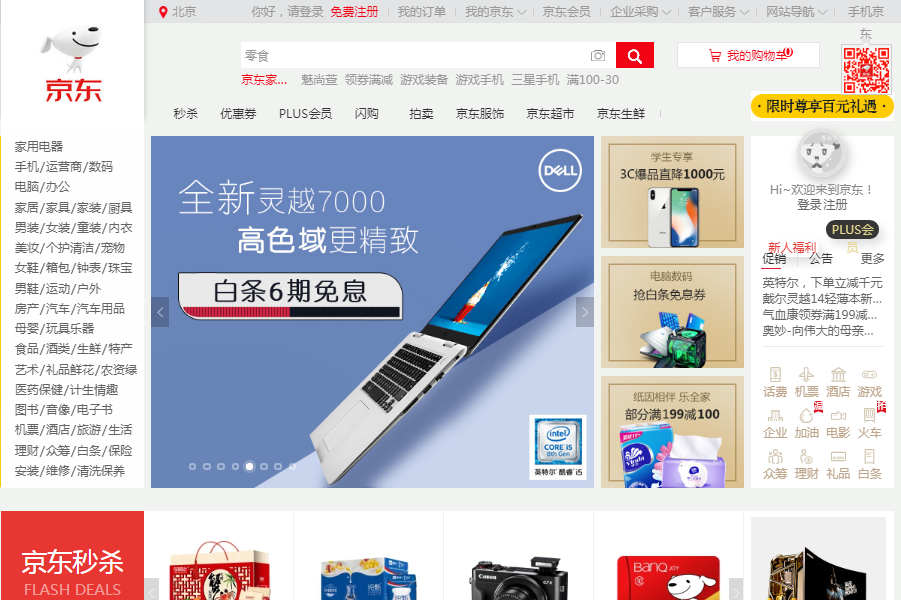 北京
你好，请登录 免费注册
我的订单
我的京东
京东会员
企业采购
客户服务
网站导航
手机京东
京东
零食
我的购物车
0
京东家...
魅尚萱
领券满减
游戏装备
游戏手机
三星手机
满100-30
·限时尊享百元礼遇·
秒杀
优惠券
PLUS会员
闪购
拍卖
京东服饰
京东超市
京东生鲜
家用电器
手机/运营商/数码
电脑/办公
家居/家具/家装/厨具
男装/女装/童装/内衣
美妆/个护清洁/宠物
女鞋/箱包/钟表/珠宝
男鞋/运动/户外
房产/汽车/汽车用品
母婴/玩具乐器
食品/酒类/生鲜/特产
艺术/礼品鲜花/农资绿
医药保健/计生情趣
图书/音像/电子书
机票/酒店/旅游/生活
理财/众筹/白条/保险
安装/维修/清洗保养
DELL
全新灵越7000
高色域更精致
白条6期免息
intel
CORE i5
8th Gen
英特尔 酷睿 i5
学生专享
3C爆品直降1000元
电脑数码
抢白条免息券
纸因相伴 乐全家
部分满199减100
Vinda
Hi~欢迎来到京东！
登录 注册
新人福利
PLUS会员
促销
公告
更多
英特尔，下单立减千元
戴尔灵越14轻薄本新...
气血康领券满199减...
奥妙-向伟大的母亲...
话费
机票
酒店
游戏
企业
加油
电影
火车
众筹
理财
礼品
白条
京东秒杀
FLASH DEALS
Canon
BANQ JOY